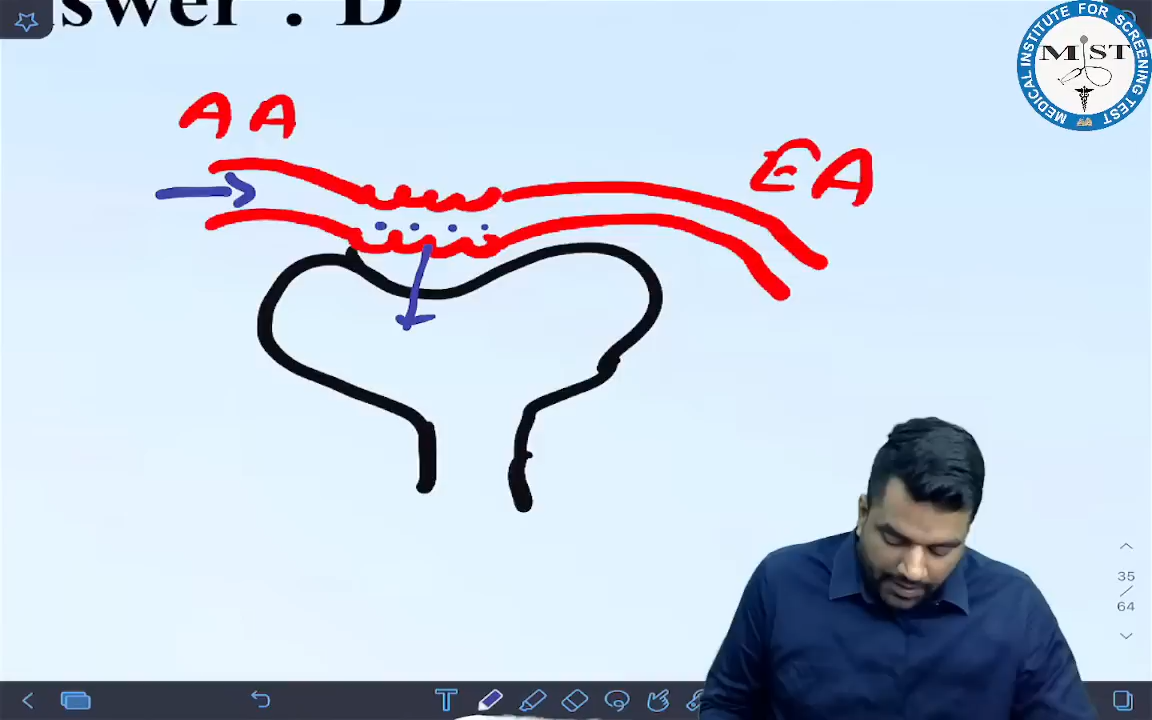 swer : D
MIST
MEDICAL INSTITUTE FOR SCREENING TEST
AA
EA
35
/
64
T